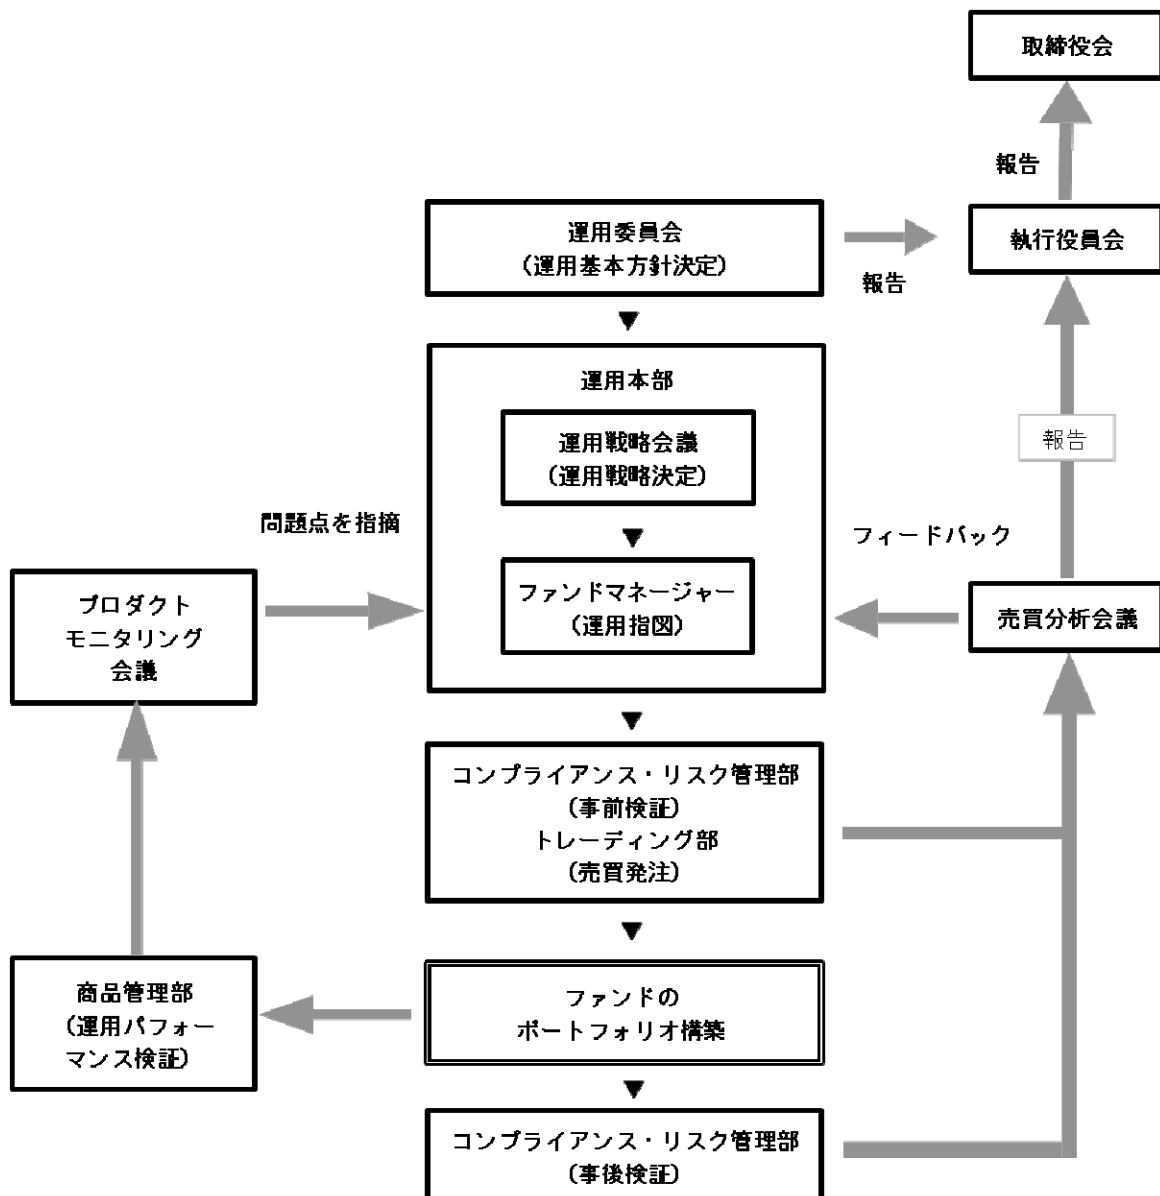 取締役会
報告
運用委員会
（運用基本方針決定）
報告
執行役員会
運用本部
運用戦略会議
（運用戦略決定）
報告
問題点を指摘
フィードバック
ファンドマネージャー
（運用指図）
プロダクト
モニタリング
会議
売買分析会議
コンプライアンス・リスク管理部
（事前検証）
トレーディング部
（売買発注）
商品管理部
（運用パフォー
マンス検証）
ファンドの
ポートフォリオ構築
コンプライアンス・リスク管理部
（事後検証）